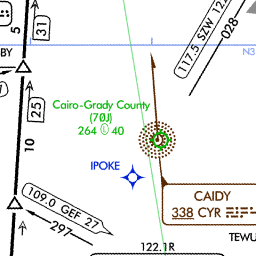 5
31
117.5 SZW 12
028
BY
N3
Cairo-Grady County
(70J)
264 Ⓛ 40
25
10
IPOKE
109.0 GEF 27
297
CAIDY
338 CYR
TEWU
122.1R